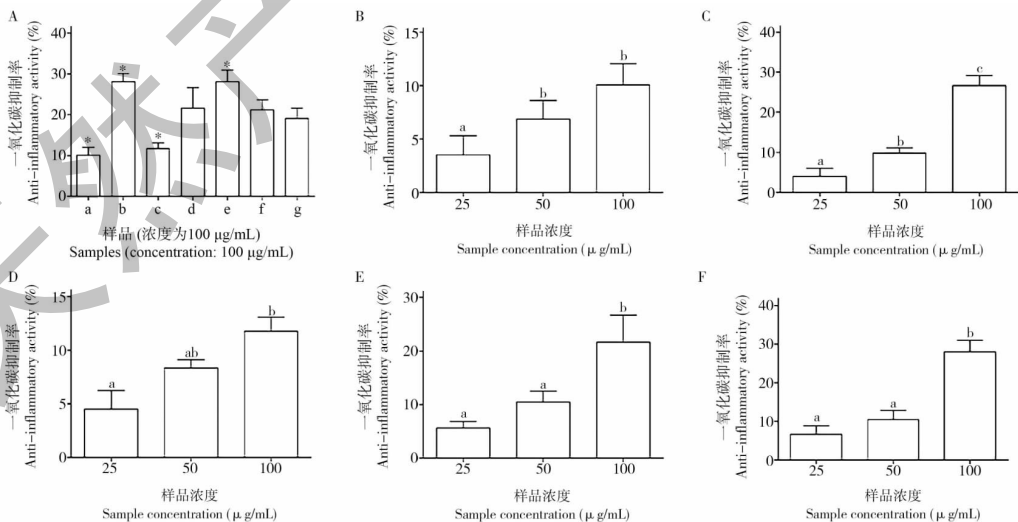 A
一氧化碳抑制率
Anti-inflammatory activity (%)
40
30
20
10
0
* * * *
a b c d e f g
样品 (浓度为100 μg/mL)
Samples (concentration: 100 μg/mL)
B
一氧化碳抑制率
Anti-inflammatory activity (%)
15
10
5
0
a b b
25 50 100
样品浓度
Sample concentration ( μ g/mL)
C
一氧化碳抑制率
Anti-inflammatory activity (%)
40
30
20
10
0
a b c
25 50 100
样品浓度
Sample concentration ( μ g/mL)
D
一氧化碳抑制率
Anti-inflammatory activity (%)
15
10
5
0
a ab b
25 50 100
样品浓度
Sample concentration ( μ g/mL)
E
一氧化碳抑制率
Anti-inflammatory activity (%)
30
20
10
0
a a b
25 50 100
样品浓度
Sample concentration ( μ g/mL)
F
一氧化碳抑制率
Anti-inflammatory activity (%)
40
30
20
10
0
a a b
25 50 100
样品浓度
Sample concentration ( μ g/mL)